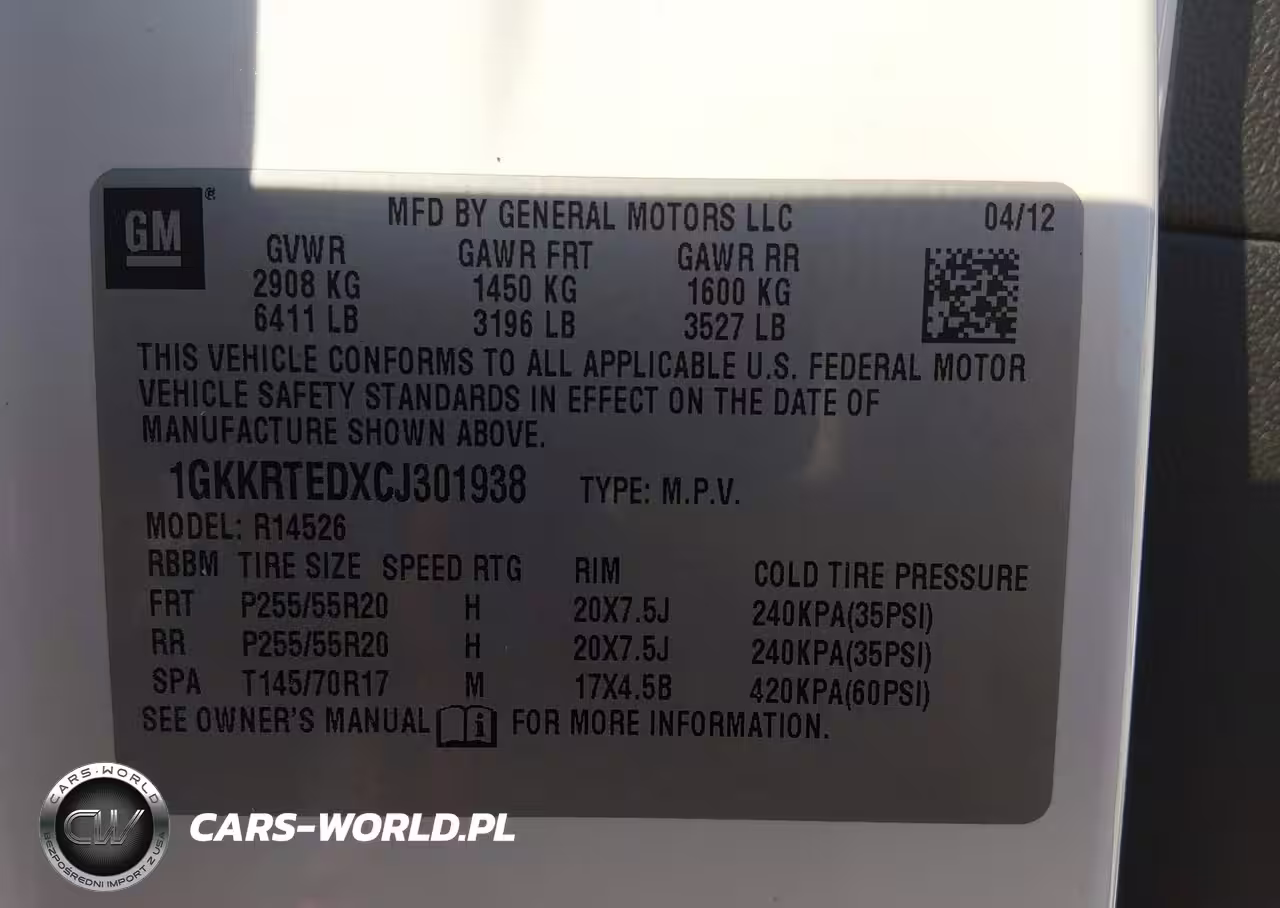 GM ®
MFD BY GENERAL MOTORS LLC 04/12
GVWR GAWR FRT GAWR RR
2908 KG 1450 KG 1600 KG
6411 LB 3196 LB 3527 LB
THIS VEHICLE CONFORMS TO ALL APPLICABLE U.S. FEDERAL MOTOR
VEHICLE SAFETY STANDARDS IN EFFECT ON THE DATE OF
MANUFACTURE SHOWN ABOVE.
1GKKRTEDXCJ301938 TYPE: M.P.V.
MODEL: R14526
RBBM TIRE SIZE SPEED RTG RIM COLD TIRE PRESSURE
FRT P255/55R20 H 20X7.5J 240KPA(35PSI)
RR P255/55R20 H 20X7.5J 240KPA(35PSI)
SPA T145/70R17 M 17X4.5B 420KPA(60PSI)
SEE OWNER'S MANUAL i FOR MORE INFORMATION.
CARS-WORLD
CW
BEZPOŚREDNI IMPORT Z USA
CARS-WORLD.PL